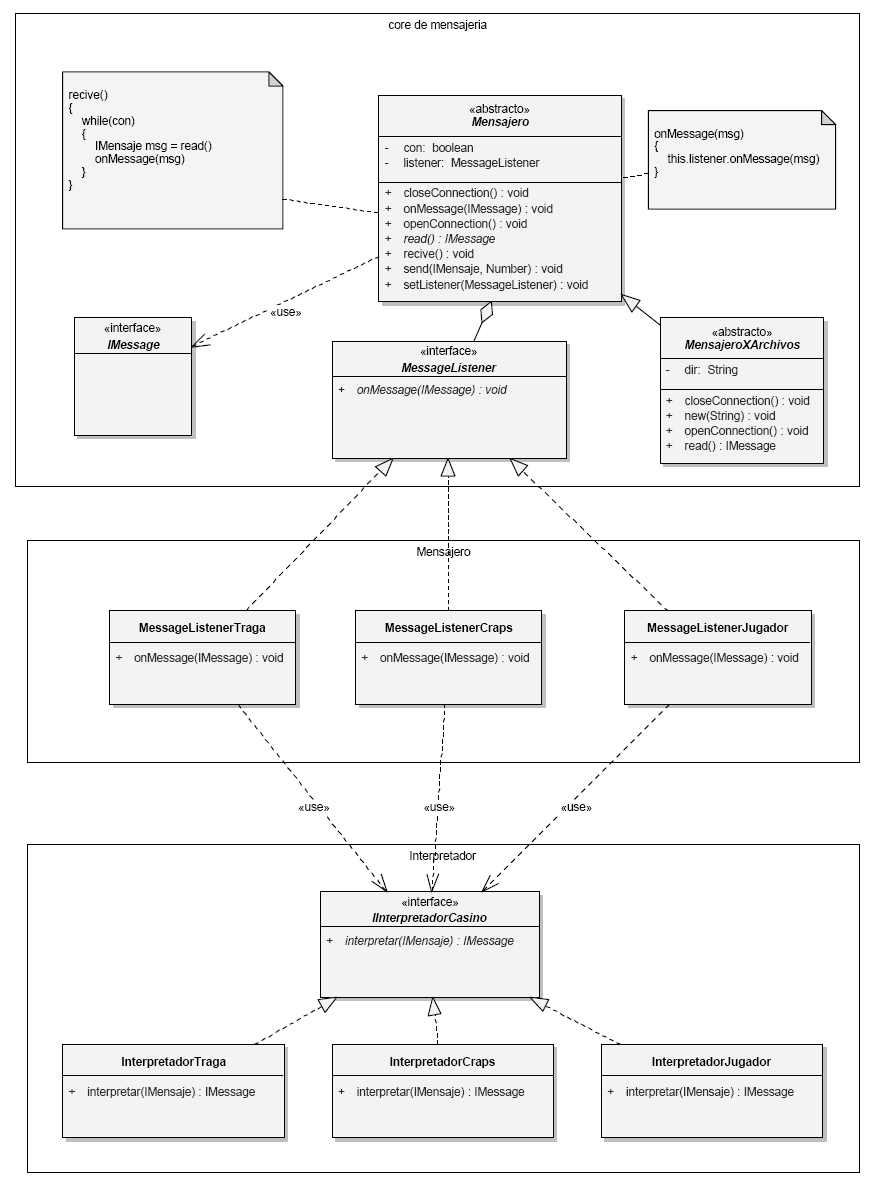 core de mensajeria
recive()
{
while(con)
{
IMensaje msg = read()
onMessage(msg)
}
}
«abstracto»
Mensajero
- con: boolean
- listener: MessageListener
+ closeConnection() : void
+ onMessage(IMessage) : void
+ openConnection() : void
+ read() : IMessage
+ recive() : void
+ send(IMensaje, Number) : void
+ setListener(MessageListener) : void
onMessage(msg)
{
this.listener.onMessage(msg)
}
«use»
«interface»
IMessage
«interface»
MessageListener
+ onMessage(IMessage) : void
«abstracto»
MensajeroXArchivos
- dir: String
+ closeConnection() : void
+ new(String) : void
+ openConnection() : void
+ read() : IMessage
Mensajero
MessageListenerTraga
+ onMessage(IMessage) : void
MessageListenerCraps
+ onMessage(IMessage) : void
MessageListenerJugador
+ onMessage(IMessage) : void
«use»
«use»
«use»
Interpretador
«interface»
IInterpretadorCasino
+ interpretar(IMensaje) : IMessage
InterpretadorTraga
+ interpretar(IMensaje) : IMessage
InterpretadorCraps
+ interpretar(IMensaje) : IMessage
InterpretadorJugador
+ interpretar(IMensaje) : IMessage